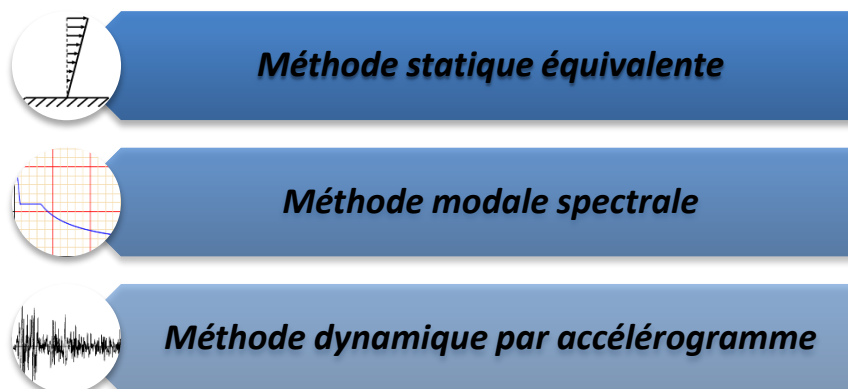 Méthode statique équivalente
Méthode modale spectrale
Méthode dynamique par accélérogramme